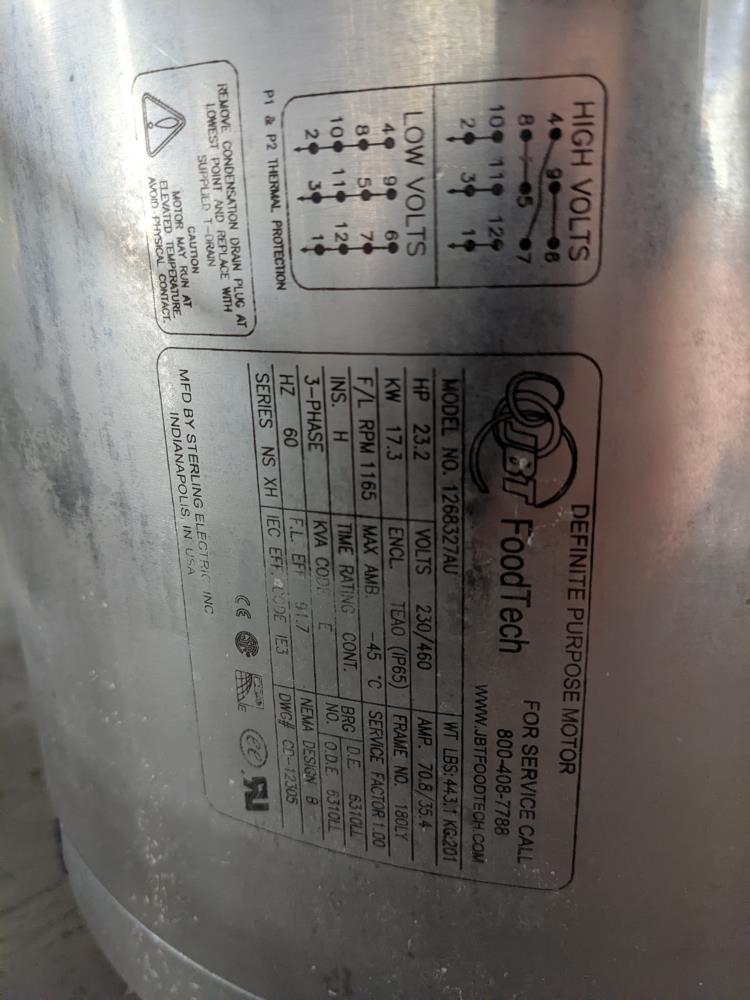 HIGH VOLTS
4 9 6
8 5 7
10 11 12
2 3 1
LOW VOLTS
4 9 6
8 5 7
10 11 12
2 3 1
P1 & P2 THERMAL PROTECTION
REMOVE CONDENSATION DRAIN PLUG AT
LOWEST POINT AND REPLACE WITH
SUPPLIED T-DRAIN
CAUTION
MOTOR MAY RUN AT
ELEVATED TEMPERATURE.
AVOID PHYSICAL CONTACT.
DEFINITE PURPOSE MOTOR
JBT FoodTech
FOR SERVICE CALL
800-408-7788
WWW.JBTFOODTECH.COM
MODEL NO. 1268327AU WT LBS:443.1 KG:201
HP 23.2 VOLTS 230/460 AMP. 70.8/35.4
KW 17.3 ENCL. TEAO (IP65) FRAME NO. 180LY
F/L RPM 1165 MAX AMB. -45 °C SERVICE FACTOR 1.00
INS. H TIME RATING CONT. BRG D.E. 6310LL
3-PHASE KVA CODE E NO. O.D.E 6310LL
HZ 60 F.L. EFF 91.7 NEMA DESIGN B
SERIES NS XH IEC EFF. CODE IE3 DWG# CD-12305
CE
MFD BY STERLING ELECTRIC INC
INDIANAPOLIS, IN USA